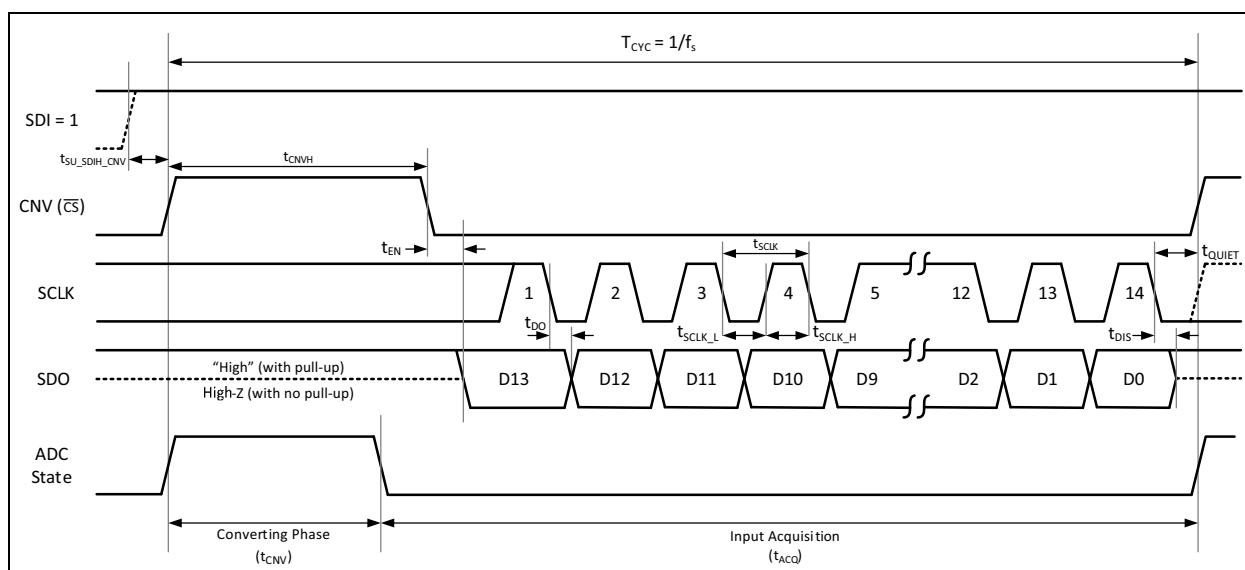 T_CYC = 1/f_s
SDI = 1
t_SU_SDIH_CNV
t_CNVH
CNV (C̅S̅)
t_EN
t_SCLK
t_QUIET
SCLK
1 2 3 4 5 12 13 14
t_DO
t_SCLK_L
t_SCLK_H
t_DIS
SDO
"High" (with pull-up)
High-Z (with no pull-up)
D13 D12 D11 D10 D9 D2 D1 D0
ADC
State
Converting Phase
(t_CNV)
Input Acquisition
(t_ACQ)